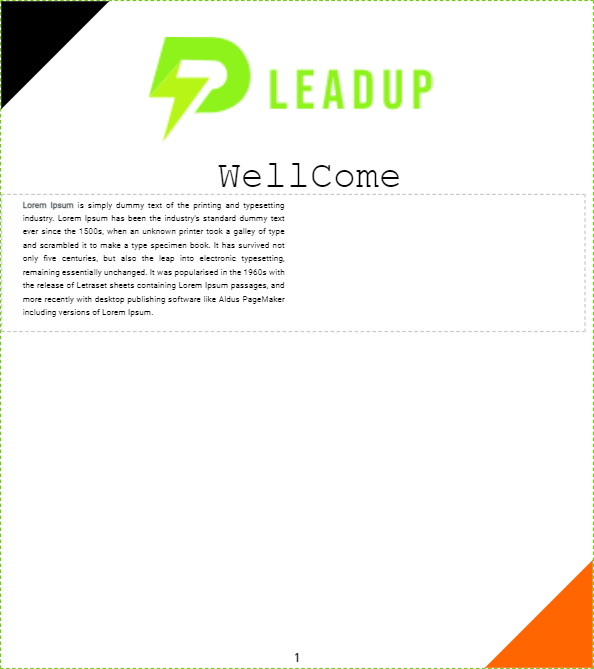 LEADUP
WellCome
Lorem Ipsum is simply dummy text of the printing and typesetting
industry. Lorem Ipsum has been the industry's standard dummy text
ever since the 1500s, when an unknown printer took a galley of type
and scrambled it to make a type specimen book. It has survived not
only five centuries, but also the leap into electronic typesetting,
remaining essentially unchanged. It was popularised in the 1960s with
the release of Letraset sheets containing Lorem Ipsum passages, and
more recently with desktop publishing software like Aldus PageMaker
including versions of Lorem Ipsum.
1